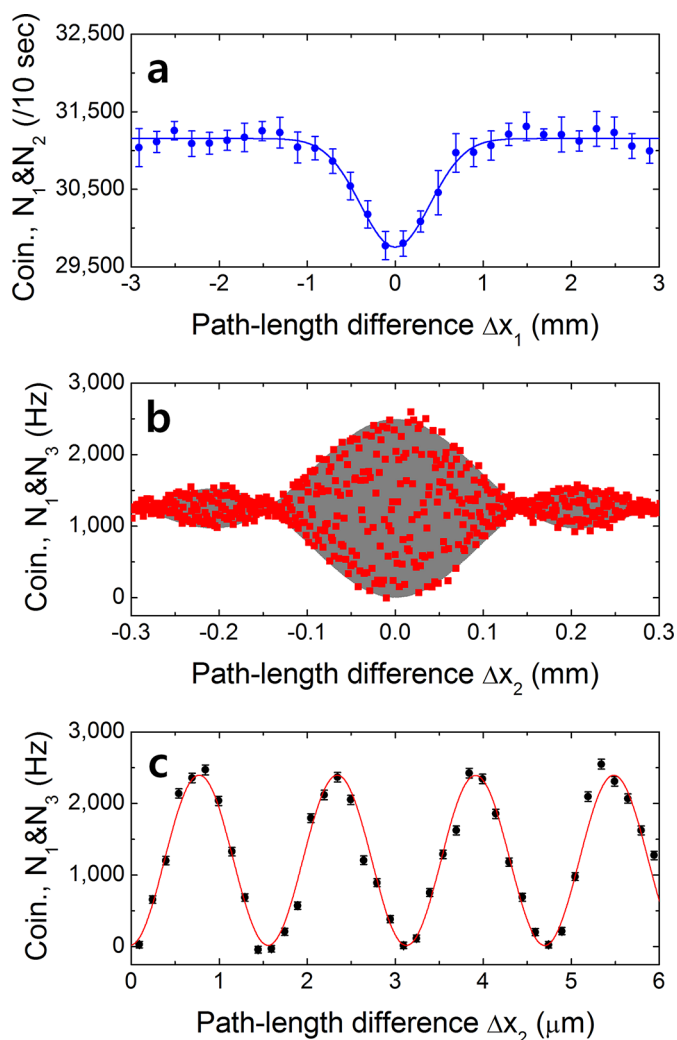 a
Coin., N₁&N₂ (/10 sec)
32,500
31,500
30,500
29,500
-3 -2 -1 0 1 2 3
Path-length difference Δx₁ (mm)
b
Coin., N₁&N₃ (Hz)
3,000
2,000
1,000
0
-0.3 -0.2 -0.1 0.0 0.1 0.2 0.3
Path-length difference Δx₂ (mm)
c
Coin., N₁&N₃ (Hz)
3,000
2,000
1,000
0
0 1 2 3 4 5 6
Path-length difference Δx₂ (μm)